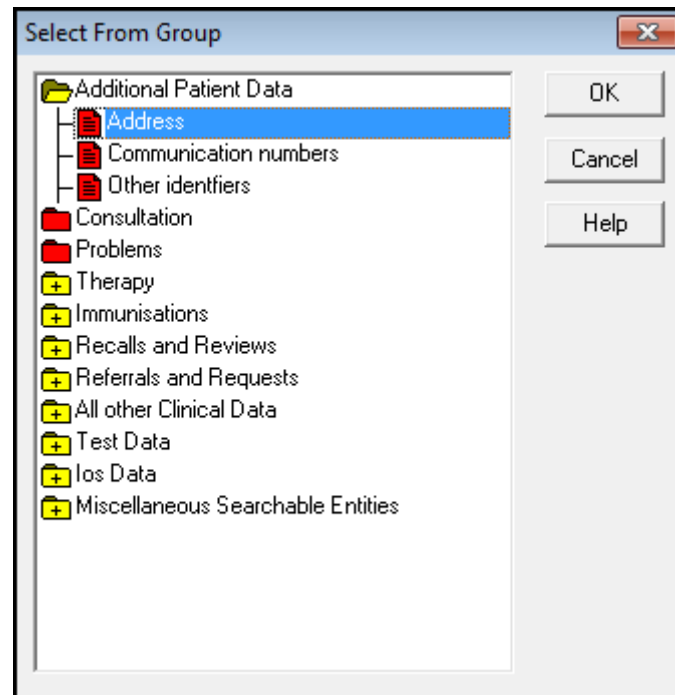 Select From Group
Additional Patient Data
Address
Communication numbers
Other identfiers
Consultation
Problems
Therapy
Immunisations
Recalls and Reviews
Referrals and Requests
All other Clinical Data
Test Data
Ios Data
Miscellaneous Searchable Entities
OK
Cancel
Help